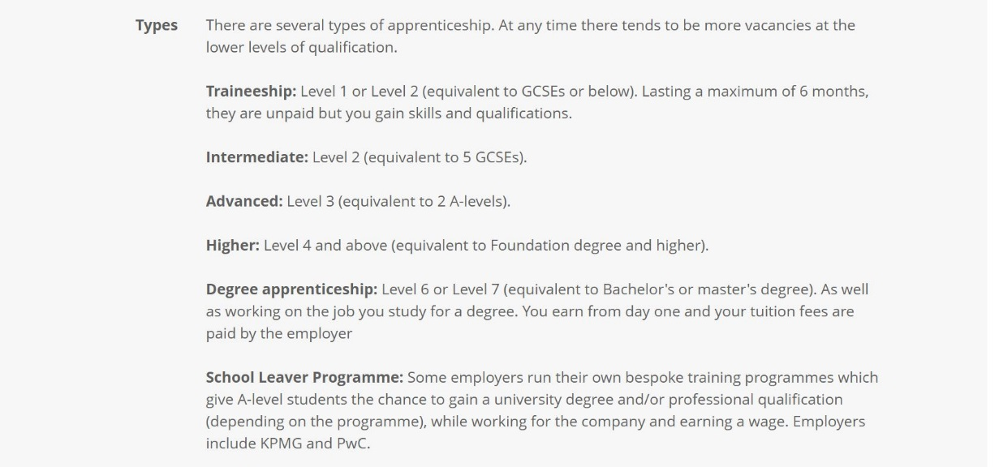 Types
There are several types of apprenticeship. At any time there tends to be more vacancies at the
lower levels of qualification.
Traineeship: Level 1 or Level 2 (equivalent to GCSEs or below). Lasting a maximum of 6 months,
they are unpaid but you gain skills and qualifications.
Intermediate: Level 2 (equivalent to 5 GCSEs).
Advanced: Level 3 (equivalent to 2 A-levels).
Higher: Level 4 and above (equivalent to Foundation degree and higher).
Degree apprenticeship: Level 6 or Level 7 (equivalent to Bachelor's or master's degree). As well
as working on the job you study for a degree. You earn from day one and your tuition fees are
paid by the employer
School Leaver Programme: Some employers run their own bespoke training programmes which
give A-level students the chance to gain a university degree and/or professional qualification
(depending on the programme), while working for the company and earning a wage. Employers
include KPMG and PwC.